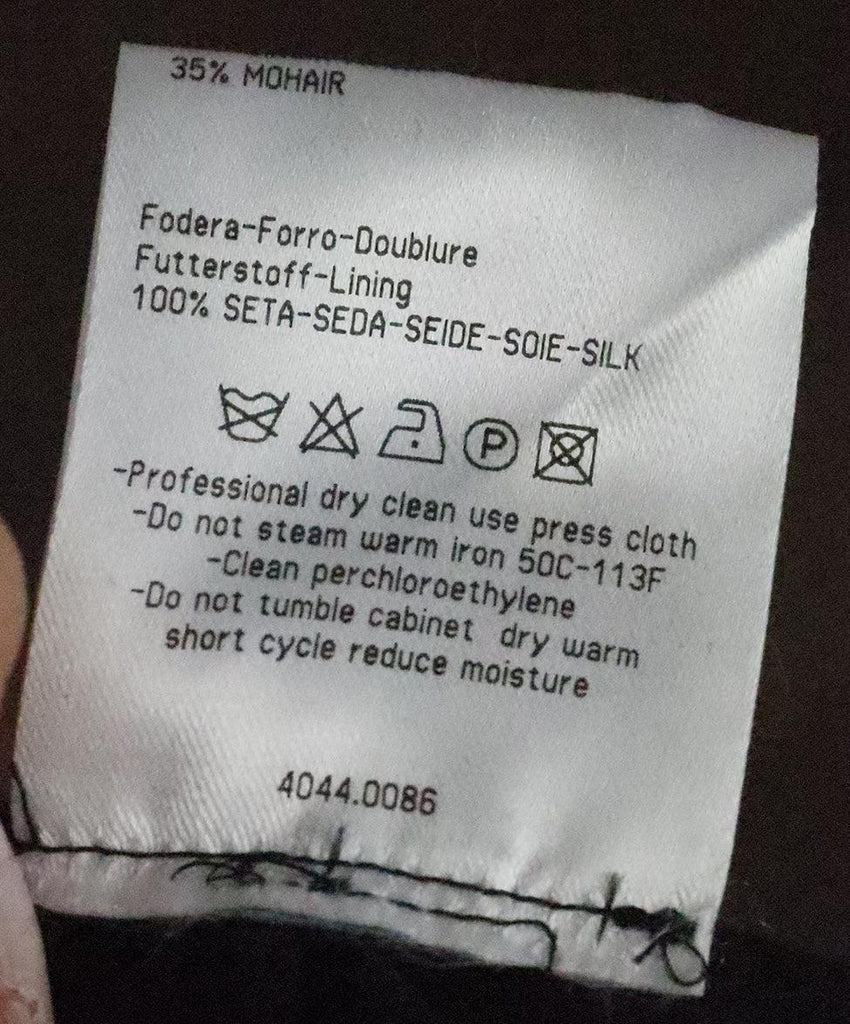 35% MOHAIR
Fodera-Forro-Doublure
Futterstoff-Lining
100% SETA-SEDA-SEIDE-SOIE-SILK
P
-Professional dry clean use press cloth
-Do not steam warm iron 50C-113F
-Clean perchloroethylene
-Do not tumble cabinet dry warm
short cycle reduce moisture
4044.0086